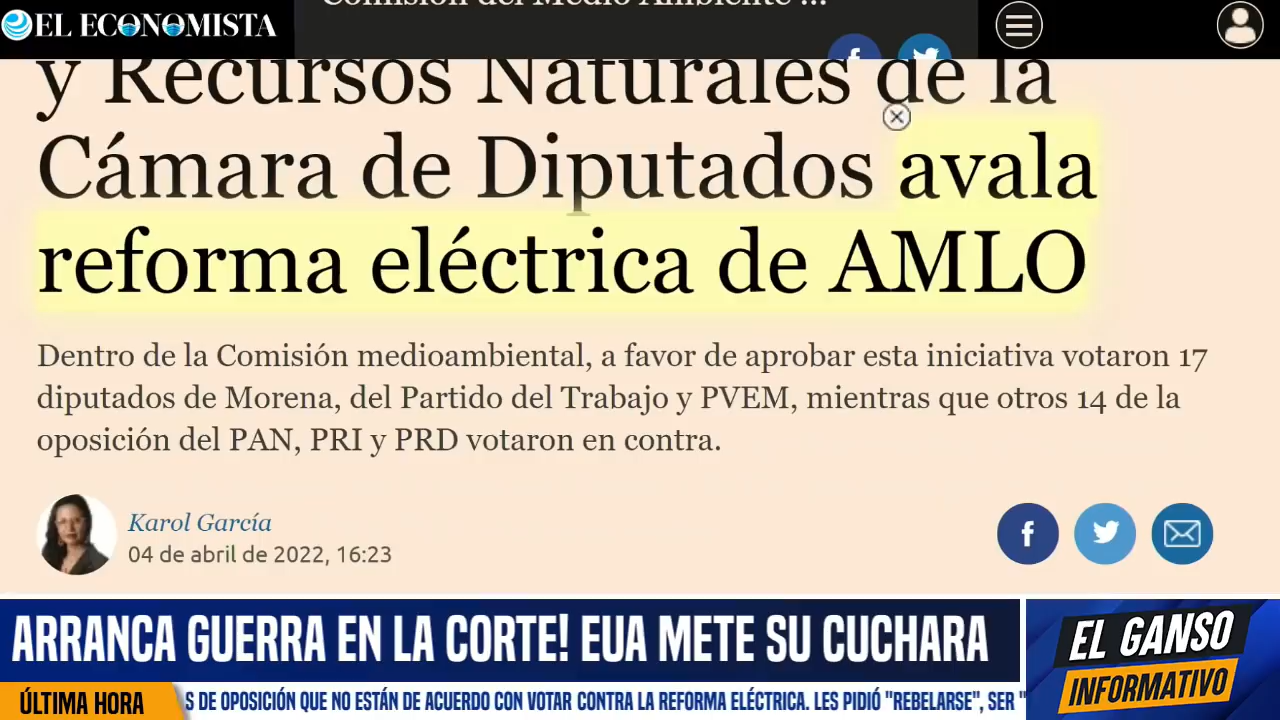 EL ECONOMISTA
Comisión del Medio Ambiente ...
y Recursos Naturales de la
Cámara de Diputados avala
reforma eléctrica de AMLO
Dentro de la Comisión medioambiental, a favor de aprobar esta iniciativa votaron 17
diputados de Morena, del Partido del Trabajo y PVEM, mientras que otros 14 de la
oposición del PAN, PRI y PRD votaron en contra.
Karol García
04 de abril de 2022, 16:23
ARRANCA GUERRA EN LA CORTE! EUA METE SU CUCHARA
EL GANSO
INFORMATIVO
ÚLTIMA HORA
S DE OPOSICIÓN QUE NO ESTÁN DE ACUERDO CON VOTAR CONTRA LA REFORMA ELÉCTRICA. LES PIDIÓ "REBELARSE", SER "